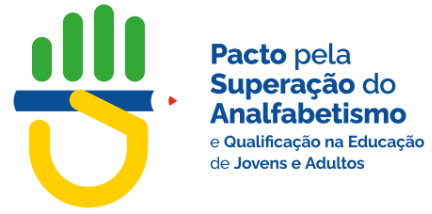 Pacto pela
Superação do
Analfabetismo
e Qualificação na Educação
de Jovens e Adultos